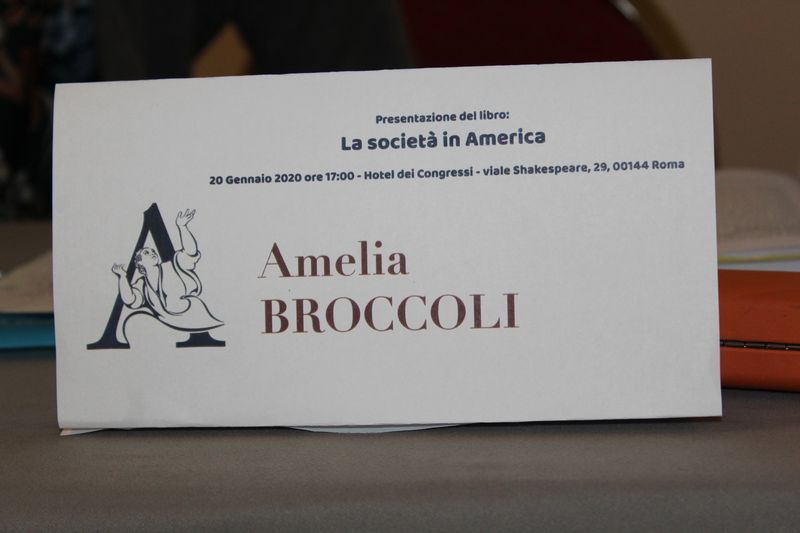 Presentazione del libro:
La società in America
20 Gennaio 2020 ore 17:00 - Hotel dei Congressi - viale Shakespeare, 29, 00144 Roma
A
Amelia
BROCCOLI